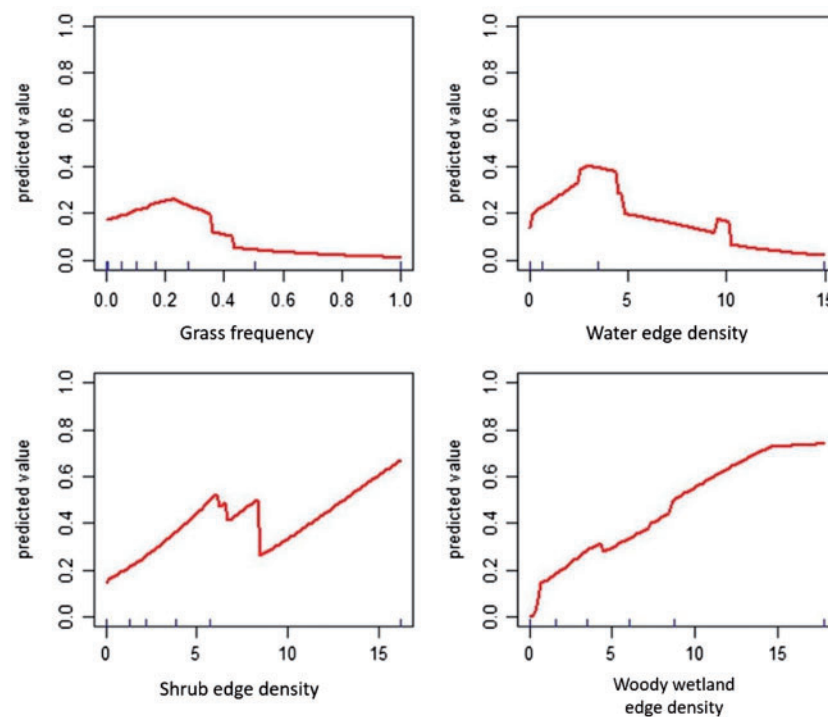 predicted value
0.0 0.2 0.4 0.6 0.8 1.0
0.0 0.2 0.4 0.6 0.8 1.0
Grass frequency
predicted value
0.0 0.2 0.4 0.6 0.8 1.0
0 5 10 15
Water edge density
predicted value
0.0 0.2 0.4 0.6 0.8 1.0
0 5 10 15
Shrub edge density
predicted value
0.0 0.2 0.4 0.6 0.8 1.0
0 5 10 15
Woody wetland
edge density